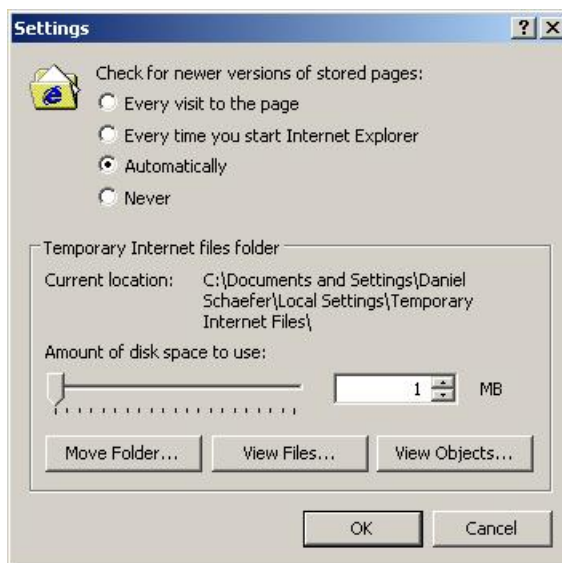 Settings
Check for newer versions of stored pages:
Every visit to the page
Every time you start Internet Explorer
Automatically
Never
Temporary Internet files folder
Current location: C:\Documents and Settings\Daniel
Schaefer\Local Settings\Temporary
Internet Files\
Amount of disk space to use:
1 MB
Move Folder... View Files... View Objects...
OK Cancel